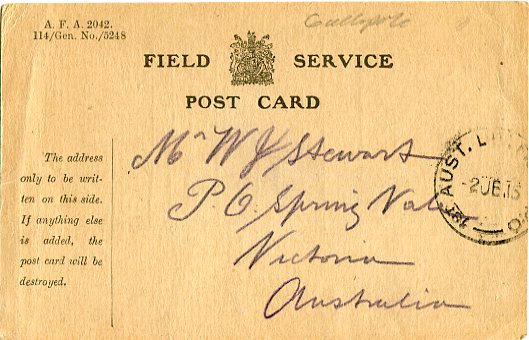 A. F. A. 2042.
114/Gen. No./5248
Gallipoli
FIELD SERVICE
POST CARD
The address
only to be writ-
ten on this side.
If anything else
is added, the
post card will be
destroyed.
Mr W J Stewart
P.O. Spring Vale
Victoria
Australia
1ST AUST. L
2 JE. 15